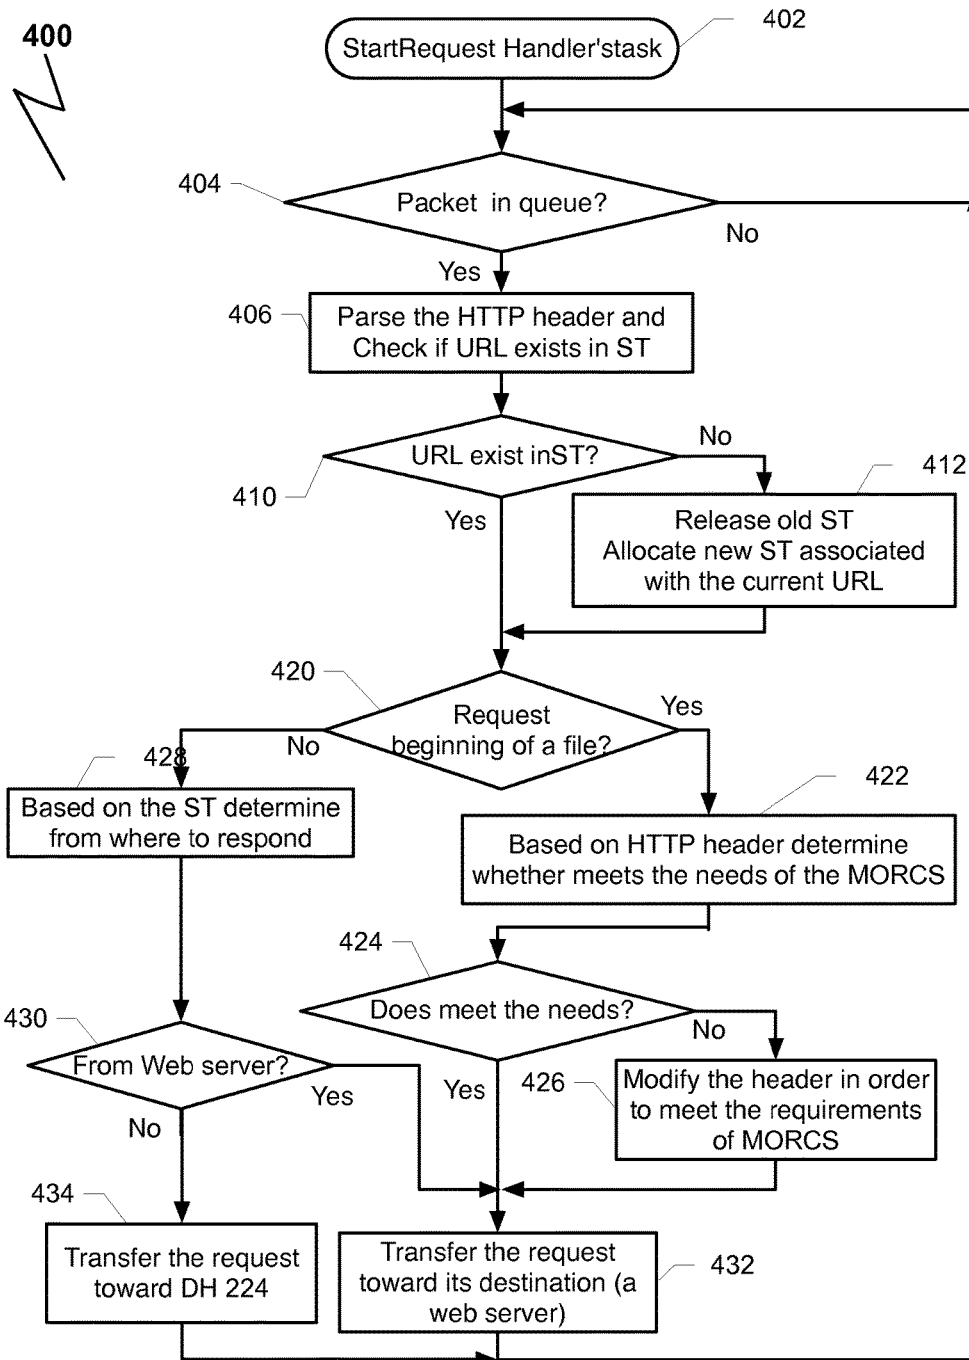 400
402
StartRequest Handler'stask
404
Packet in queue?
No
Yes
406
Parse the HTTP header and
Check if URL exists in ST
No
URL exist inST?
410
412
Yes
Release old ST
Allocate new ST associated
with the current URL
420
Yes
Request
beginning of a file?
No
428
422
Based on the ST determine
from where to respond
Based on HTTP header determine
whether meets the needs of the MORCS
424
Does meet the needs?
No
430
From Web server?
Yes
Yes
426
Modify the header in order
to meet the requirements
of MORCS
No
434
Transfer the request
toward DH 224
Transfer the request
toward its destination (a
web server)
432